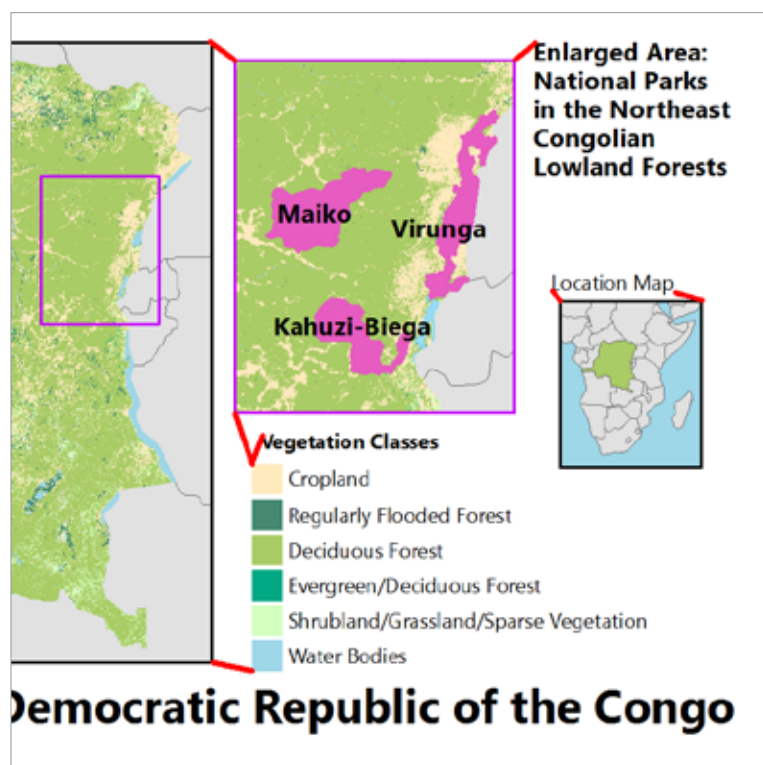 Enlarged Area:
National Parks
in the Northeast
Congolian
Lowland Forests
Maiko
Virunga
Kahuzi-Biega
Location Map
Vegetation Classes
Cropland
Regularly Flooded Forest
Deciduous Forest
Evergreen/Deciduous Forest
Shrubland/Grassland/Sparse Vegetation
Water Bodies
Democratic Republic of the Congo